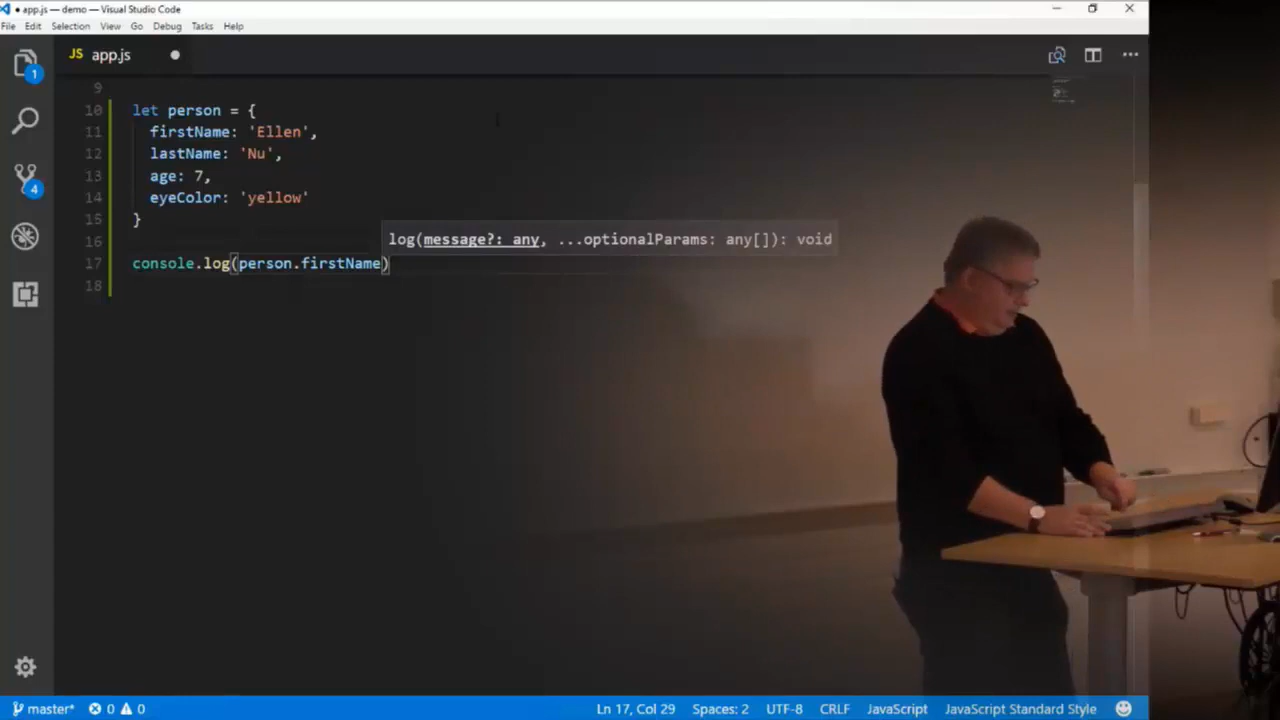 ● app.js — demo — Visual Studio Code
File Edit Selection View Go Debug Tasks Help
JS app.js ●
1
4
9
10 let person = {
11 firstName: 'Ellen',
12 lastName: 'Nu',
13 age: 7,
14 eyeColor: 'yellow'
15 }
16
log(message?: any, ...optionalParams: any[]): void
17 console.log(person.firstName)
18
master* 0 0 Ln 17, Col 29 Spaces: 2 UTF-8 CRLF JavaScript JavaScript Standard Style